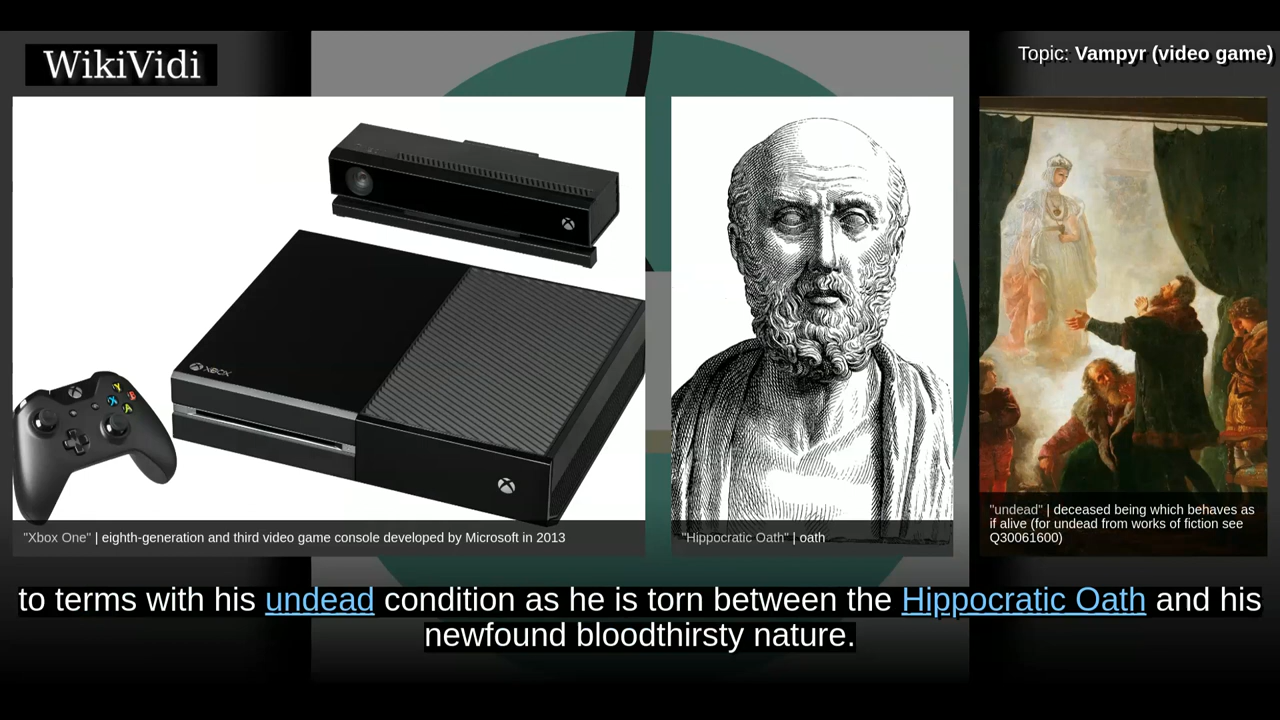 WikiVidi
Topic: Vampyr (video game)
XBOX
Y
X
B
A
"Xbox One" | eighth-generation and third video game console developed by Microsoft in 2013
"Hippocratic Oath" | oath
"undead" | deceased being which behaves as
if alive (for undead from works of fiction see
Q30061600)
to terms with his undead condition as he is torn between the Hippocratic Oath and his
newfound bloodthirsty nature.